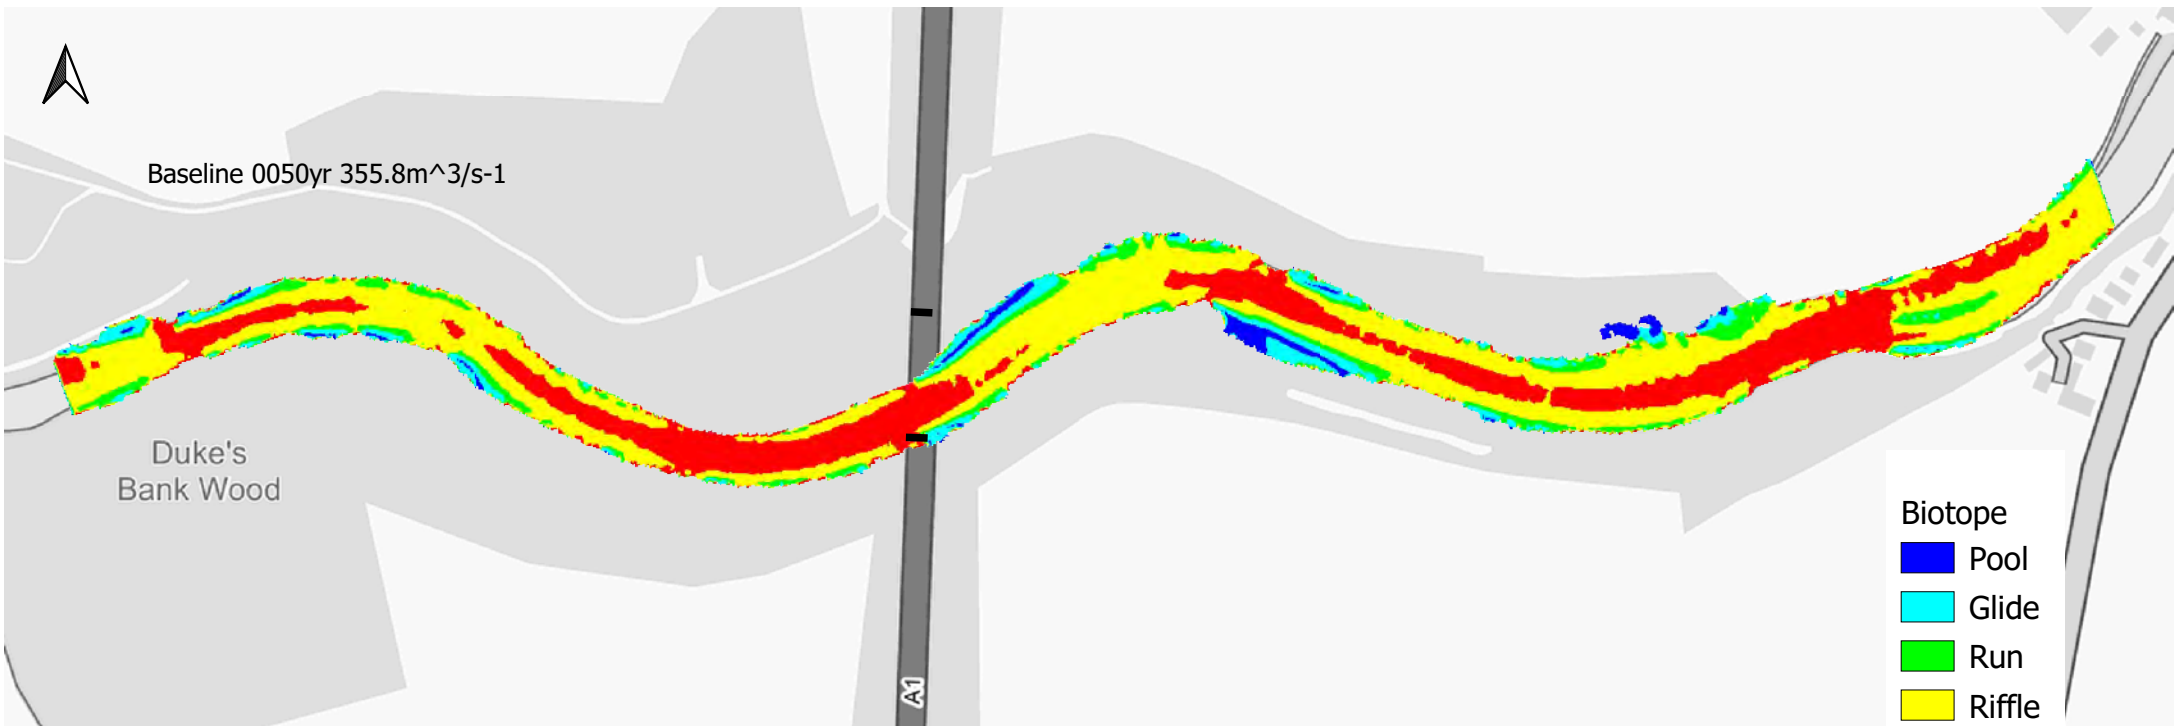 Baseline 0050yr 355.8m^3/s-1
Duke's
Bank Wood
A1
Biotope
Pool
Glide
Run
Riffle